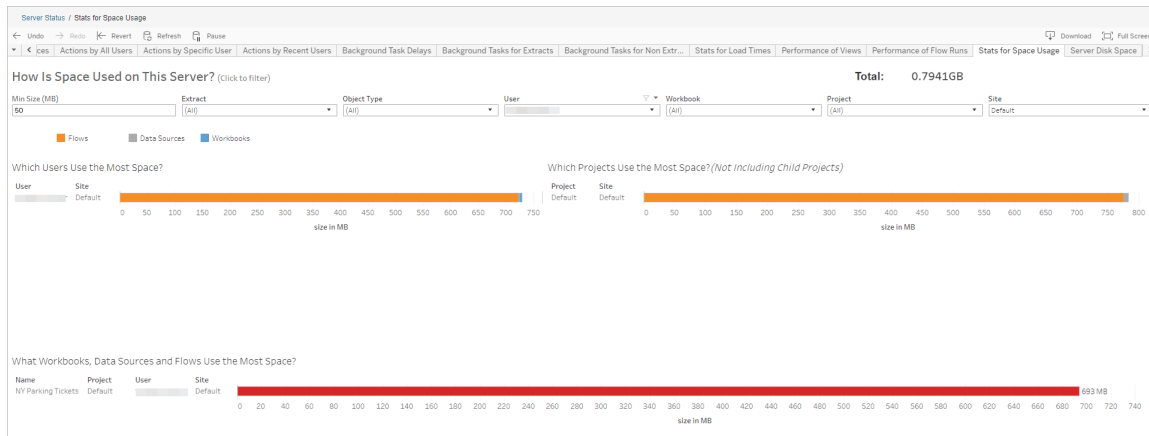 Server Status / Stats for Space Usage
Undo Redo Revert Refresh Pause Download Full Screen
ces Actions by All Users Actions by Specific User Actions by Recent Users Background Task Delays Background Tasks for Extracts Background Tasks for Non Extr... Stats for Load Times Performance of Views Performance of Flow Runs Stats for Space Usage Server Disk Space
How Is Space Used on This Server? (Click to filter) Total: 0.7941GB
Min Size (MB) Extract Object Type User Workbook Project Site
50 (All) (All) (All) (All) Default
Flows Data Sources Workbooks
Which Users Use the Most Space? Which Projects Use the Most Space?(Not Including Child Projects)
User Site Project Site
Default Default Default
0 50 100 150 200 250 300 350 400 450 500 550 600 650 700 750 0 50 100 150 200 250 300 350 400 450 500 550 600 650 700 750 800
size in MB size in MB
What Workbooks, Data Sources and Flows Use the Most Space?
Name Project User Site
NY Parking Tickets Default Default 693 MB
0 20 40 60 80 100 120 140 160 180 200 220 240 260 280 300 320 340 360 380 400 420 440 460 480 500 520 540 560 580 600 620 640 660 680 700 720 740
size in MB